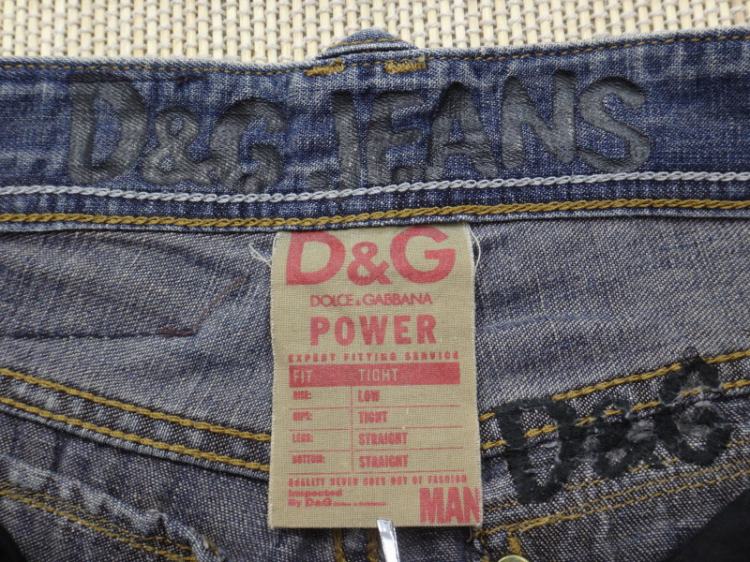 D&G JEANS
D&G
DOLCE & GABBANA
POWER
EXPERT FITTING SERVICE
FIT TIGHT
RISE: LOW
HIPS: TIGHT
LEGS: STRAIGHT
BOTTOM: STRAIGHT
QUALITY NEVER GOES OUT OF FASHION
Inspected
By D&G
MAN
D&G